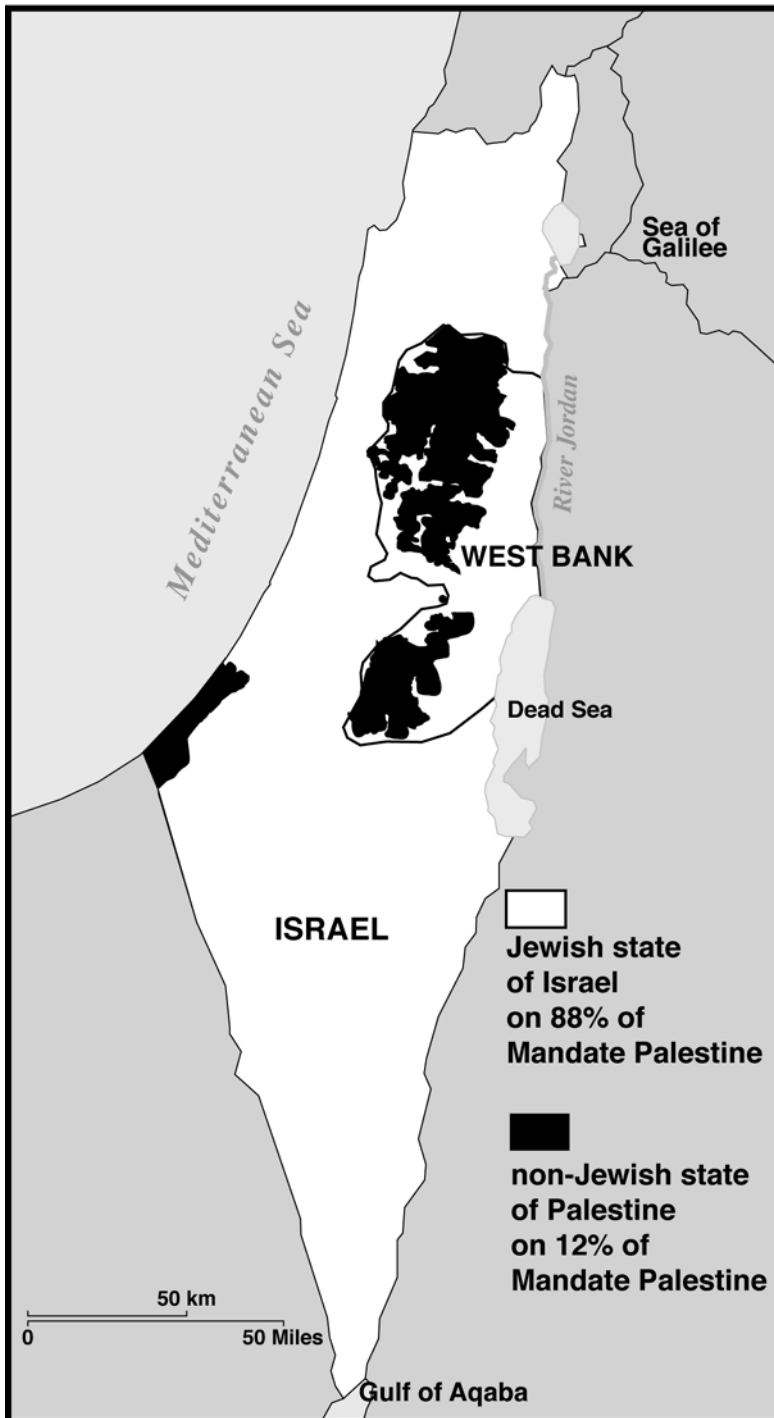 Sea of
Galilee
Mediterranean Sea
River Jordan
WEST BANK
Dead Sea
ISRAEL
Jewish state
of Israel
on 88% of
Mandate Palestine
non-Jewish state
of Palestine
on 12% of
Mandate Palestine
50 km
0
50 Miles
Gulf of Aqaba